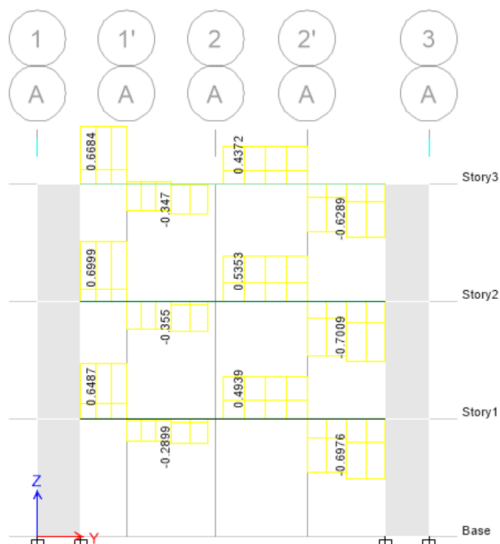 1 1' 2 2' 3
A A A A A
0.6684 0.4372
Story3
-0.347 -0.6289
0.6999 0.5353
Story2
-0.355 -0.7009
0.6487 0.4939
Story1
-0.2899 -0.6976
Z
Base
Y